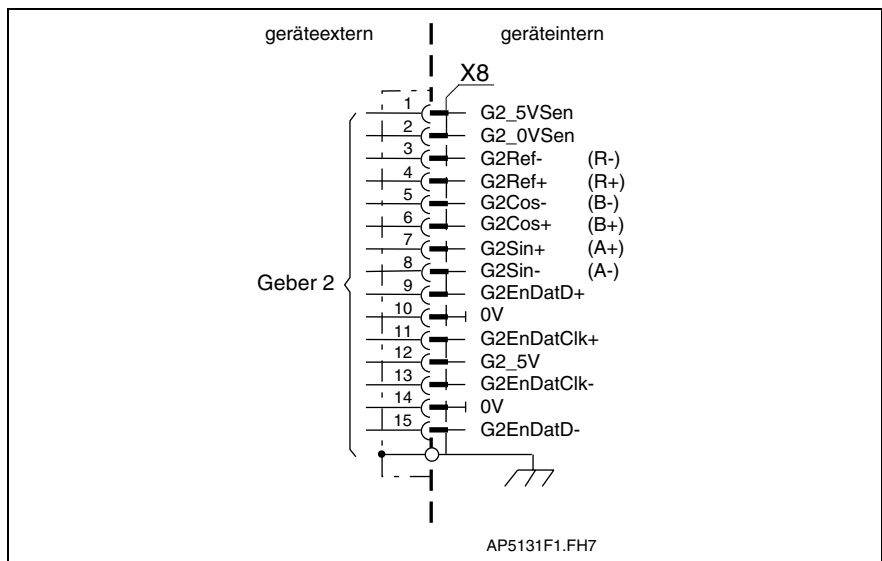 geräteextern geräteintern
X8
1 G2_5VSen
2 G2_0VSen
3 G2Ref- (R-)
4 G2Ref+ (R+)
5 G2Cos- (B-)
6 G2Cos+ (B+)
7 G2Sin+ (A+)
8 G2Sin- (A-)
Geber 2
9 G2EnDatD+
10 0V
11 G2EnDatClk+
12 G2_5V
13 G2EnDatClk-
14 0V
15 G2EnDatD-
AP5131F1.FH7